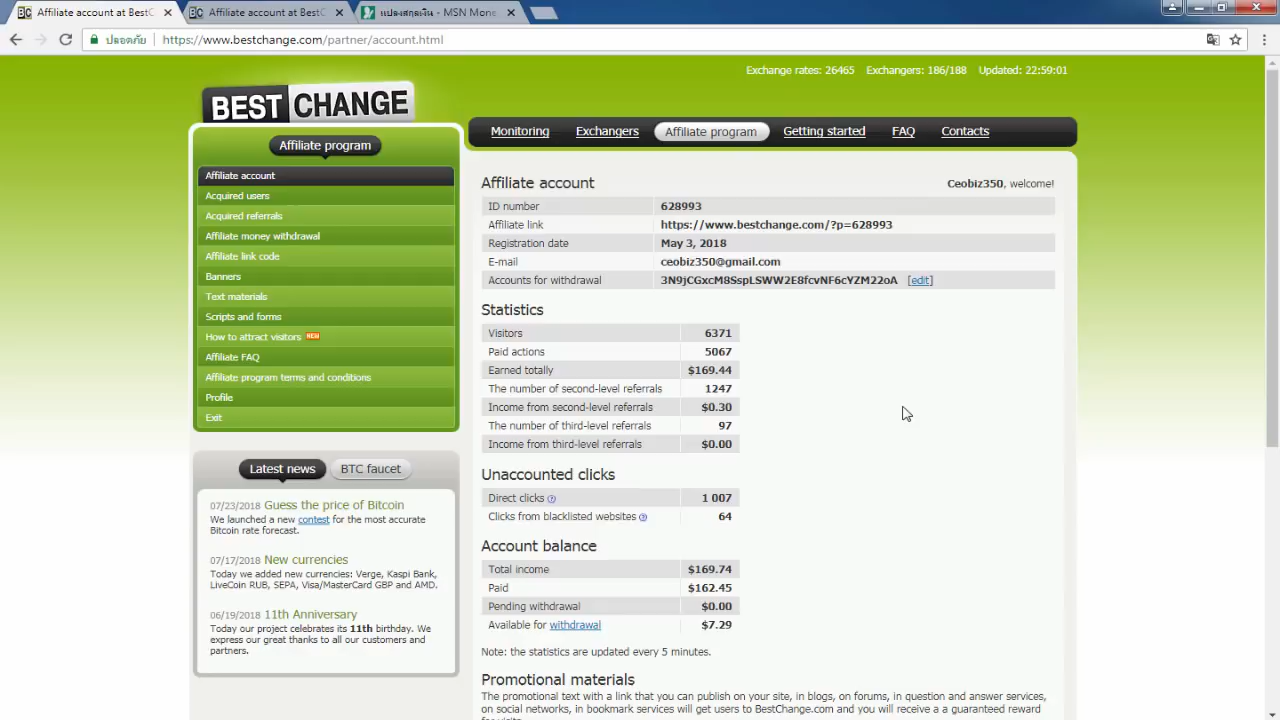 Affiliate account at BestC
Affiliate account at BestC
แปลงสกุลเงิน - MSN Mone
ปลอดภัย
https://www.bestchange.com/partner/account.html
Exchange rates: 26465 Exchangers: 186/188 Updated: 22:59:01
BESTCHANGE
Monitoring Exchangers Affiliate program Getting started FAQ Contacts
Affiliate program
Affiliate account
Acquired users
Acquired referrals
Affiliate money withdrawal
Affiliate link code
Banners
Text materials
Scripts and forms
How to attract visitors NEW
Affiliate FAQ
Affiliate program terms and conditions
Profile
Exit
Latest news BTC faucet
07/23/2018 Guess the price of Bitcoin
We launched a new contest for the most accurate
Bitcoin rate forecast.
07/17/2018 New currencies
Today we added new currencies: Verge, Kaspi Bank,
LiveCoin RUB, SEPA, Visa/MasterCard GBP and AMD.
06/19/2018 11th Anniversary
Today our project celebrates its 11th birthday. We
express our great thanks to all our customers and
partners.
Affiliate account Ceobiz350, welcome!
ID number 628993
Affiliate link https://www.bestchange.com/?p=628993
Registration date May 3, 2018
E-mail ceobiz350@gmail.com
Accounts for withdrawal 3N9jCGxcM8SspLSWW2E8fcvNF6cYZM22oA [edit]
Statistics
Visitors 6371
Paid actions 5067
Earned totally $169.44
The number of second-level referrals 1247
Income from second-level referrals $0.30
The number of third-level referrals 97
Income from third-level referrals $0.00
Unaccounted clicks
Direct clicks 1 007
Clicks from blacklisted websites 64
Account balance
Total income $169.74
Paid $162.45
Pending withdrawal $0.00
Available for withdrawal $7.29
Note: the statistics are updated every 5 minutes.
Promotional materials
The promotional text with a link that you can publish on your site, in blogs, on forums, in question and answer services,
on social networks, in bookmark services will get users to BestChange.com and you will receive a a guaranteed reward